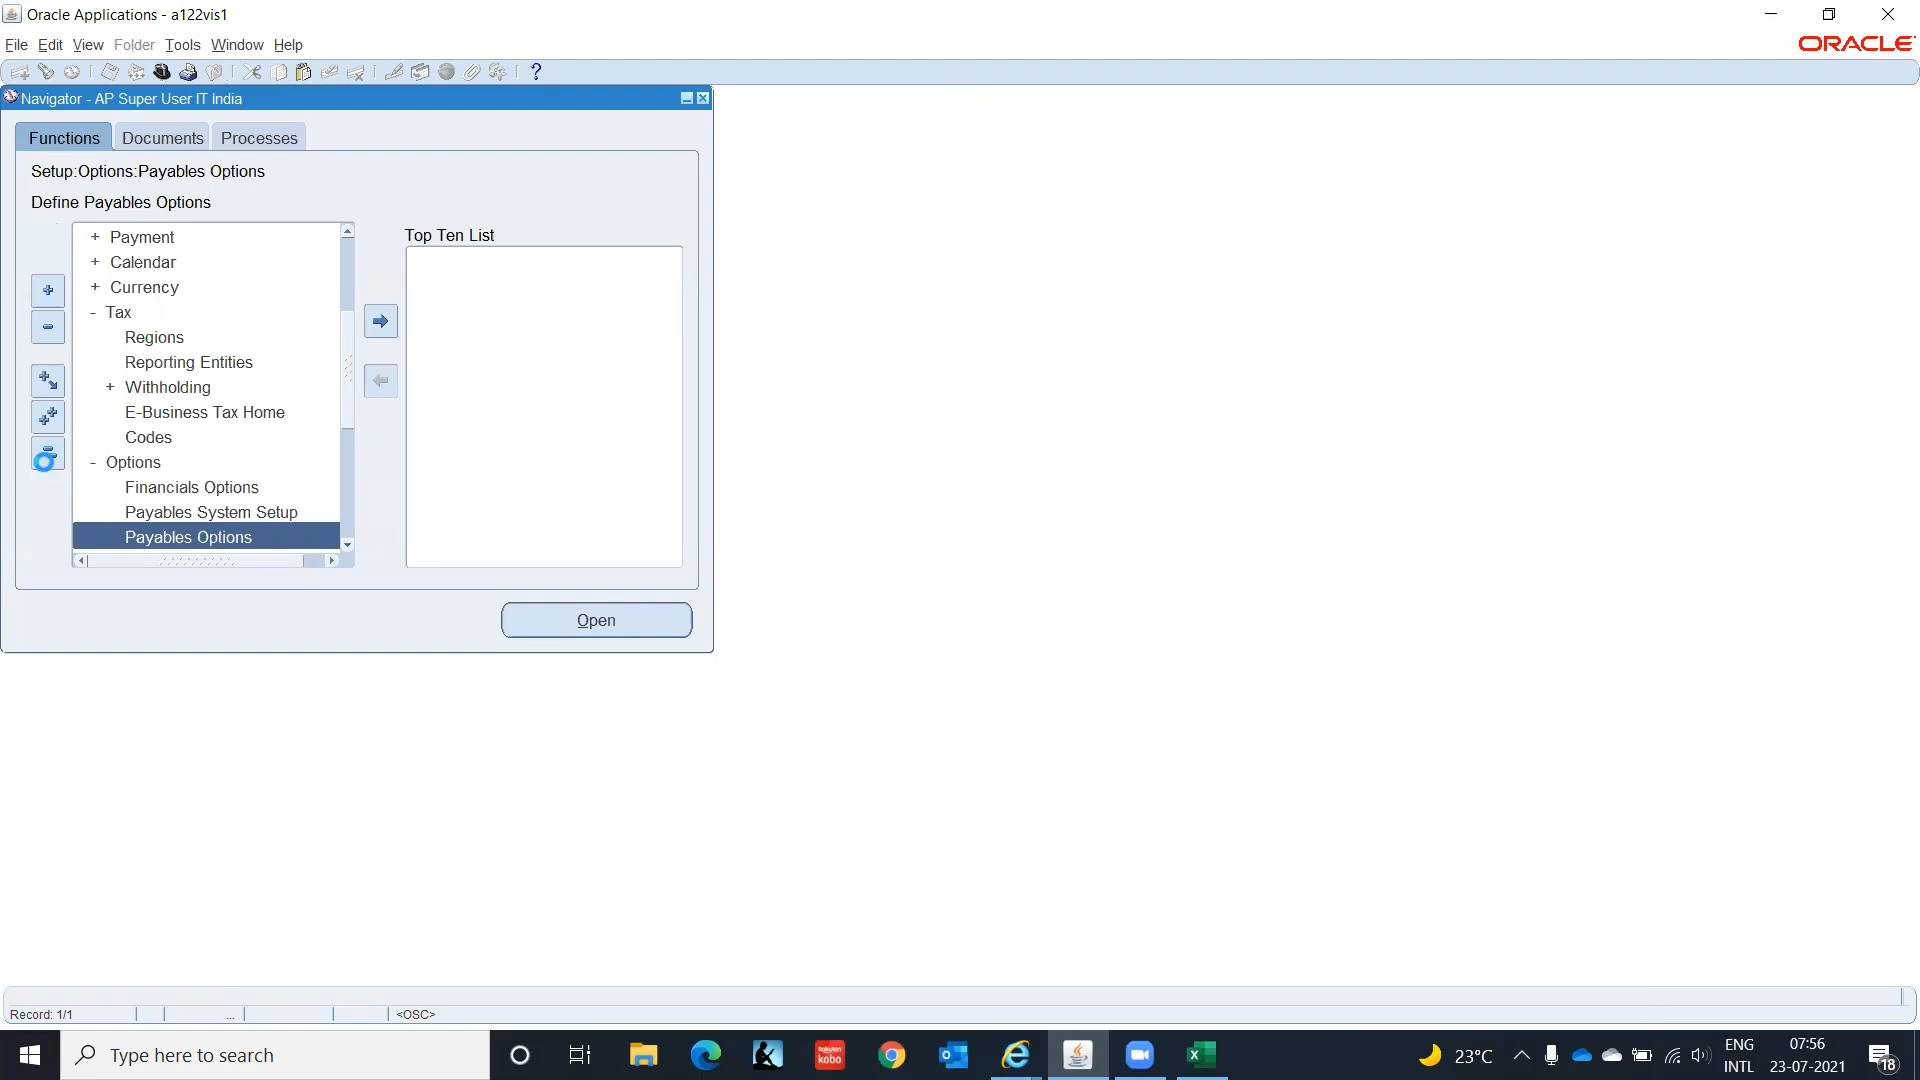 Oracle Applications - a122vis1
File Edit View Folder Tools Window Help
ORACLE
Navigator - AP Super User IT India
Functions Documents Processes
Setup:Options:Payables Options
Define Payables Options
Top Ten List
+ Payment
+ Calendar
+ Currency
- Tax
Regions
Reporting Entities
+ Withholding
E-Business Tax Home
Codes
- Options
Financials Options
Payables System Setup
Payables Options
Open
Record: 1/1 ... <OSC>
Type here to search
Rakuten
kobo
23°C
ENG
INTL
07:56
23-07-2021
18